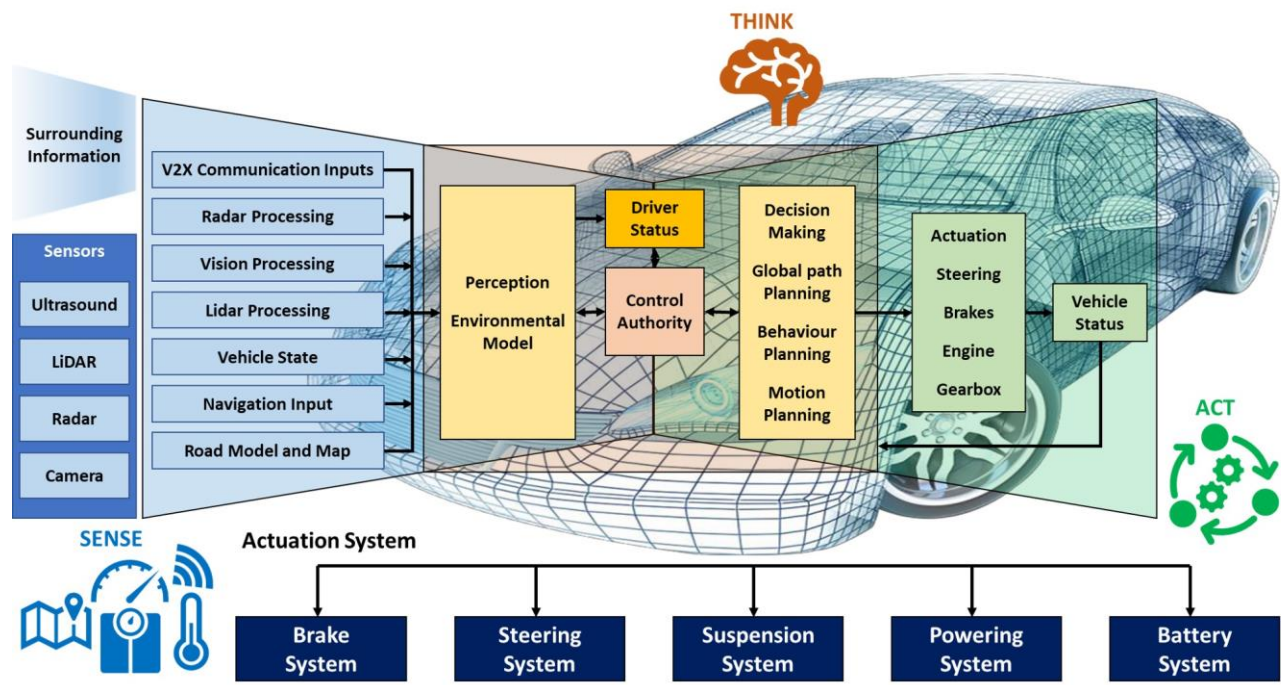 THINK
Surrounding
Information
Sensors
Ultrasound
LiDAR
Radar
Camera
V2X Communication Inputs
Radar Processing
Vision Processing
Lidar Processing
Vehicle State
Navigation Input
Road Model and Map
Perception
Environmental
Model
Driver
Status
Control
Authority
Decision
Making
Global path
Planning
Behaviour
Planning
Motion
Planning
Actuation
Steering
Brakes
Engine
Gearbox
Vehicle
Status
ACT
SENSE
Actuation System
Brake
System
Steering
System
Suspension
System
Powering
System
Battery
System